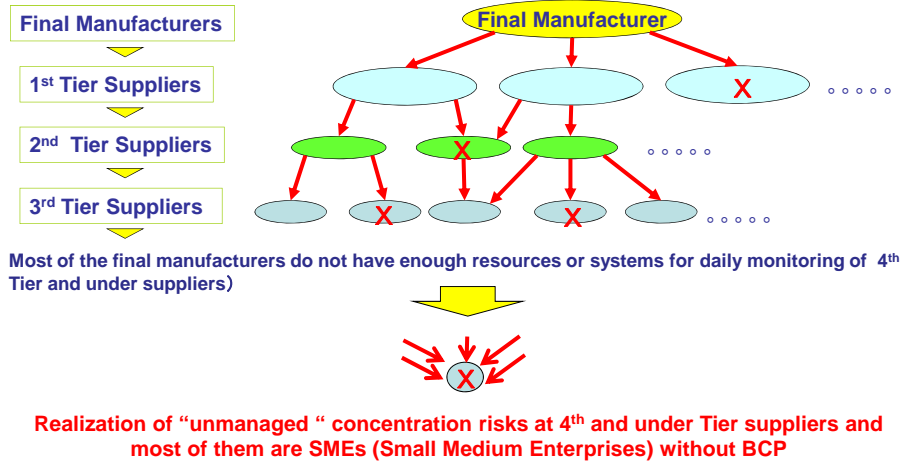 Final Manufacturers
Final Manufacturer
1st Tier Suppliers
X
。。。。。
2nd Tier Suppliers
X
。。。。。
3rd Tier Suppliers
X
X
。。。。。
Most of the final manufacturers do not have enough resources or systems for daily monitoring of 4th
Tier and under suppliers）
X
Realization of “unmanaged “ concentration risks at 4th and under Tier suppliers and
most of them are SMEs (Small Medium Enterprises) without BCP